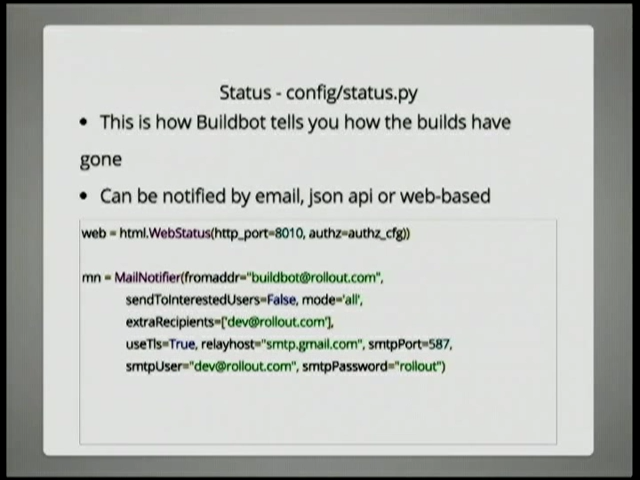 Status - config/status.py
• This is how Buildbot tells you how the builds have
gone
• Can be notified by email, json api or web-based
web = html.WebStatus(http_port=8010, authz=authz_cfg))
mn = MailNotifier(fromaddr="buildbot@rollout.com",
sendToInterestedUsers=False, mode='all',
extraRecipients=['dev@rollout.com'],
useTls=True, relayhost="smtp.gmail.com", smtpPort=587,
smtpUser="dev@rollout.com", smtpPassword="rollout")